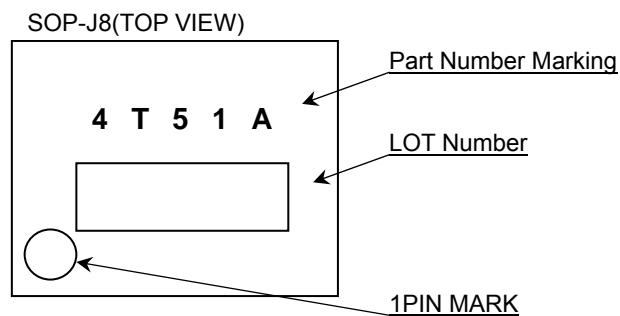 SOP-J8(TOP VIEW)
Part Number Marking
4 T 5 1 A
LOT Number
1PIN MARK